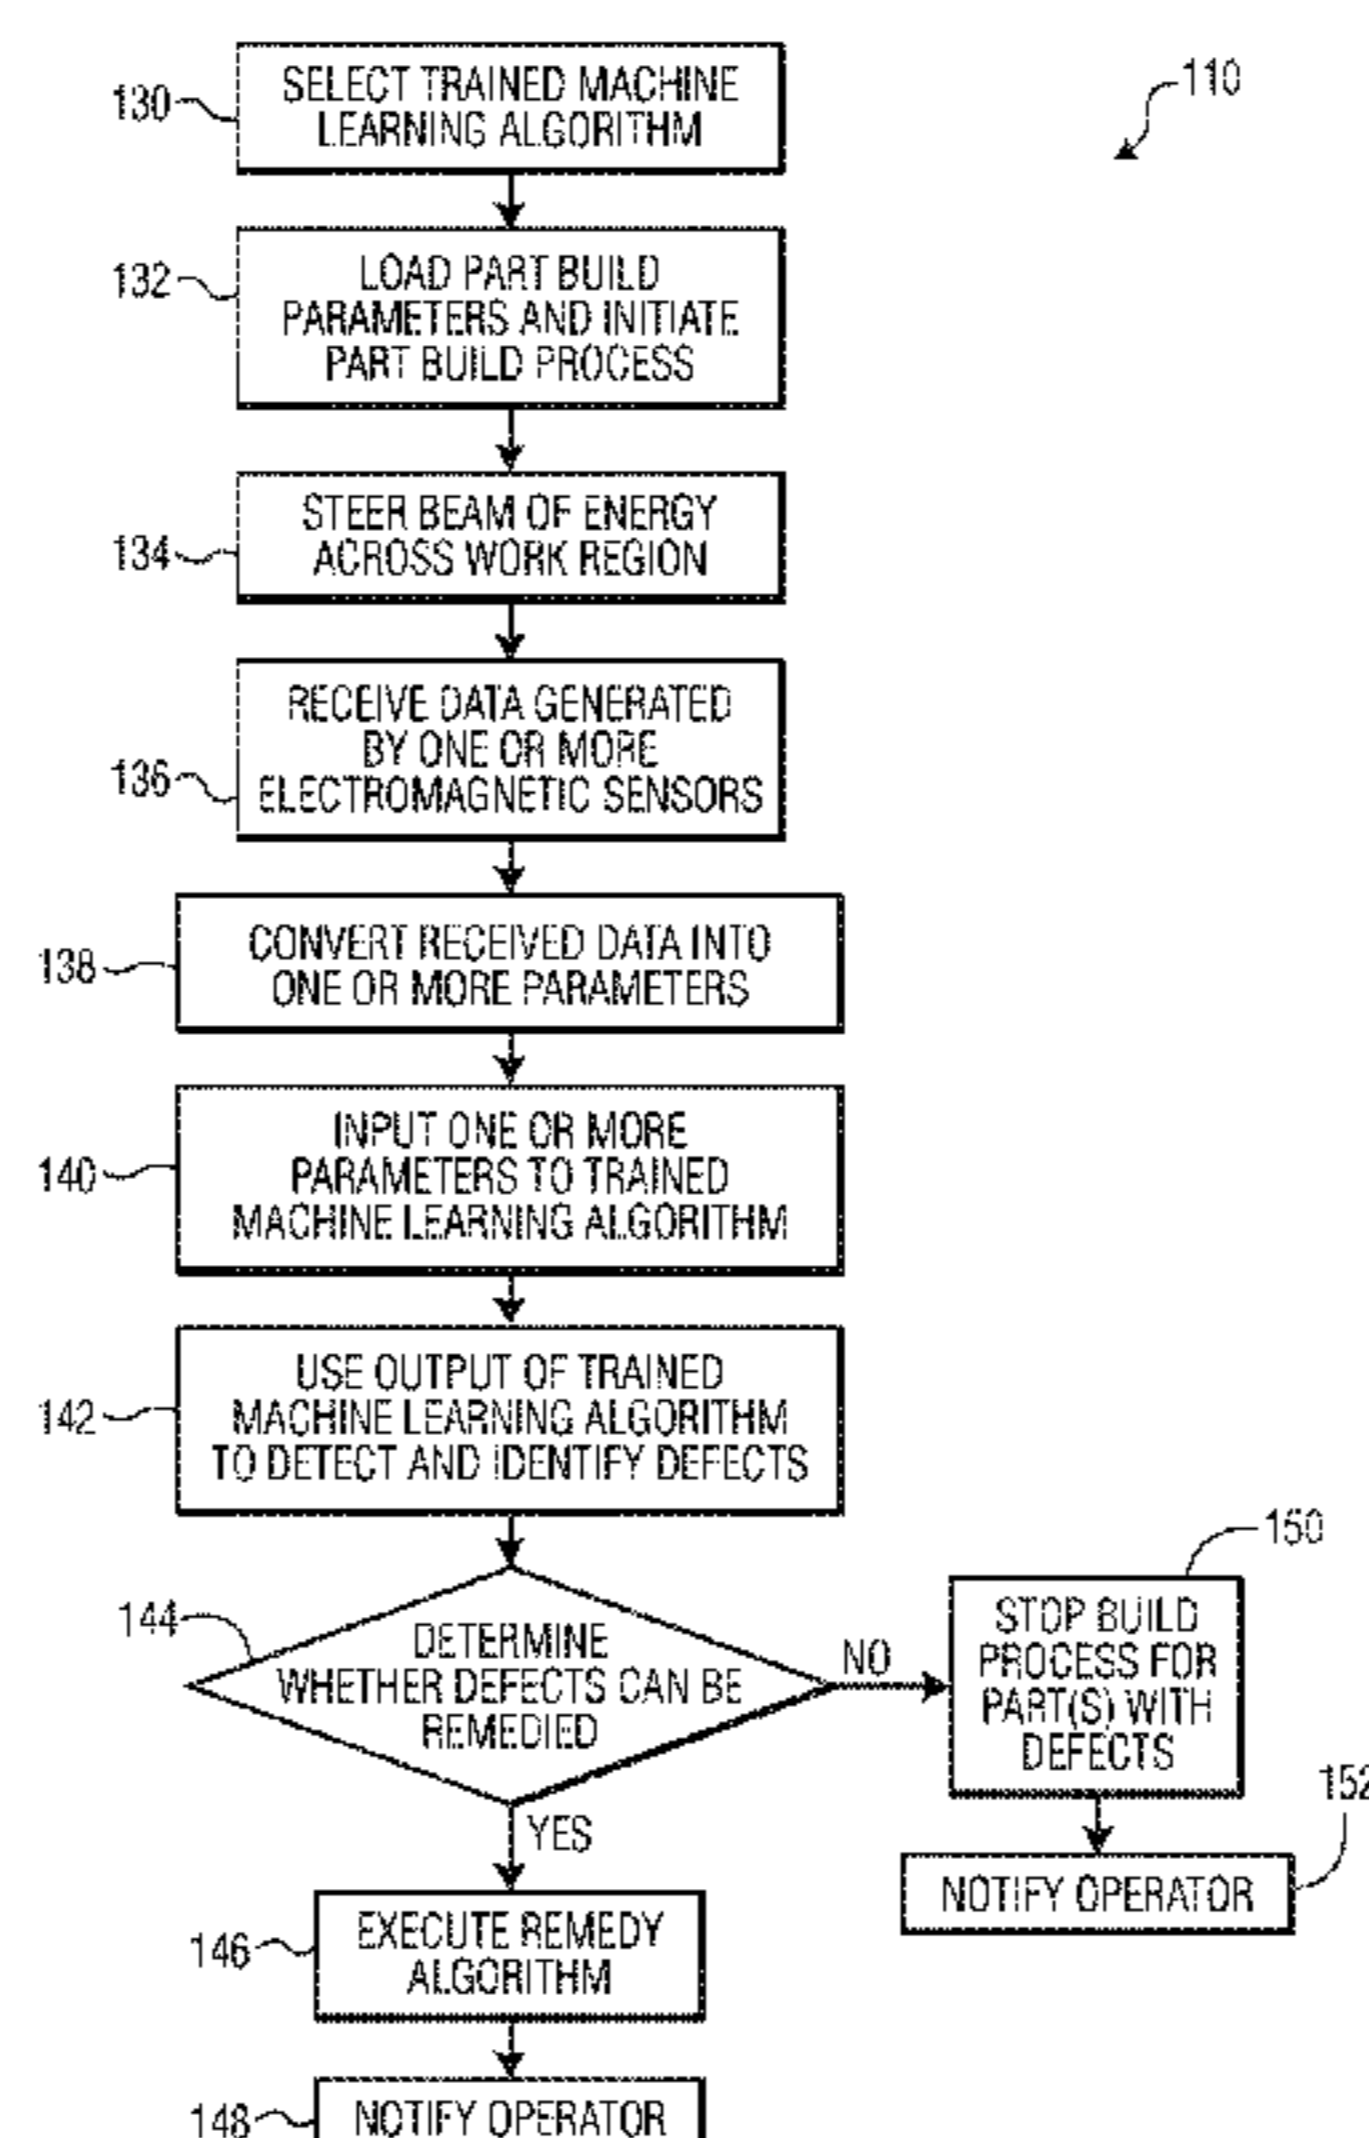 110
130
SELECT TRAINED MACHINE
LEARNING ALGORITHM
132
LOAD PART BUILD
PARAMETERS AND INITIATE
PART BUILD PROCESS
134
STEER BEAM OF ENERGY
ACROSS WORK REGION
136
RECEIVE DATA GENERATED
BY ONE OR MORE
ELECTROMAGNETIC SENSORS
138
CONVERT RECEIVED DATA INTO
ONE OR MORE PARAMETERS
140
INPUT ONE OR MORE
PARAMETERS TO TRAINED
MACHINE LEARNING ALGORITHM
142
USE OUTPUT OF TRAINED
MACHINE LEARNING ALGORITHM
TO DETECT AND IDENTIFY DEFECTS
144
DETERMINE
WHETHER DEFECTS CAN BE
REMEDIED
NO
150
STOP BUILD
PROCESS FOR
PART(S) WITH
DEFECTS
152
NOTIFY OPERATOR
YES
146
EXECUTE REMEDY
ALGORITHM
148
NOTIFY OPERATOR